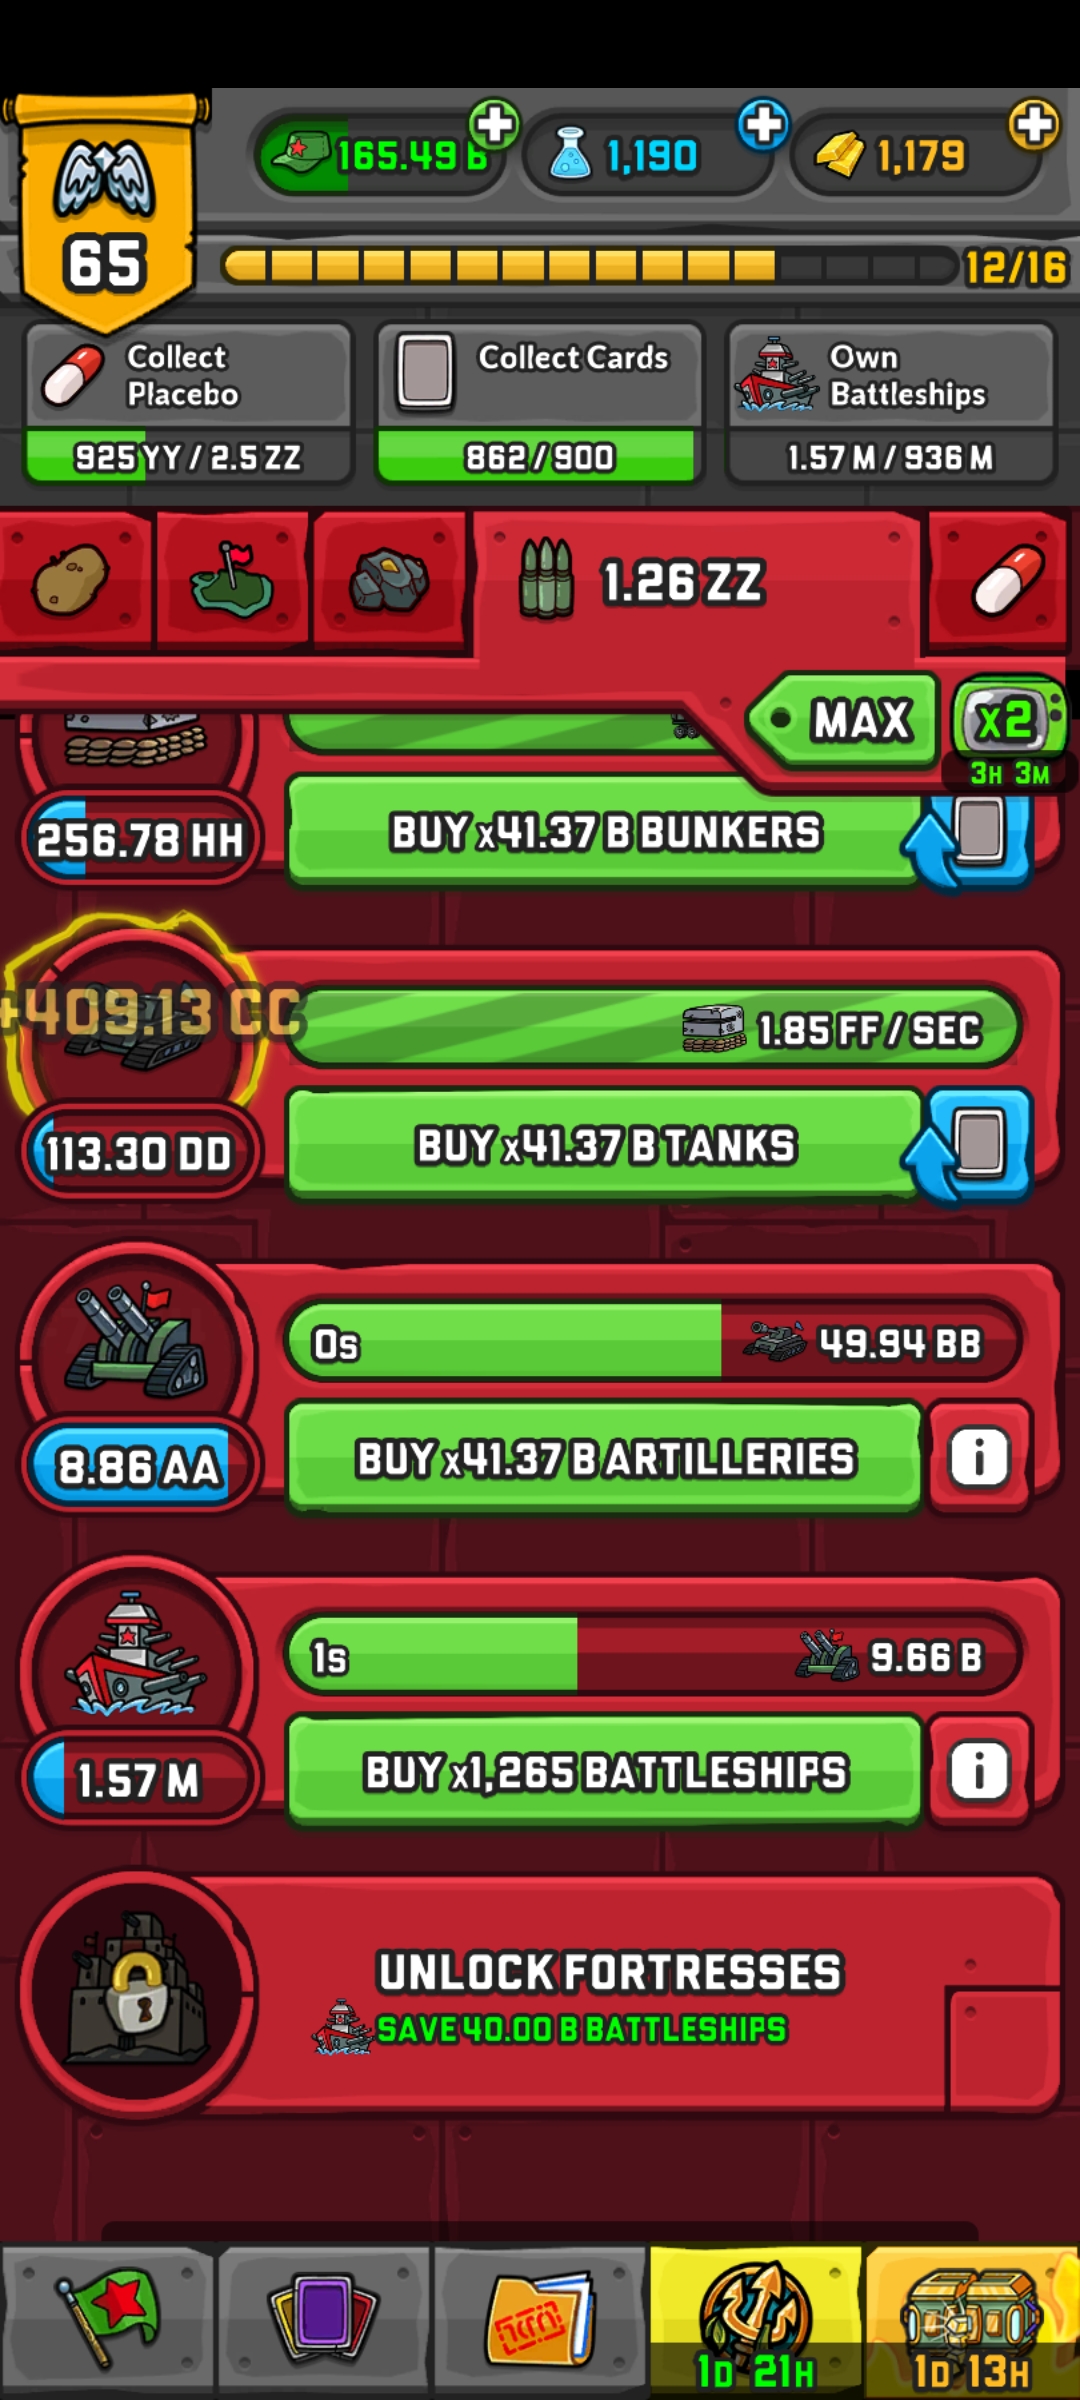 165.49 B
1,190
1,179
65
12/16
Collect
Placebo
925 YY / 2.5 ZZ
Collect Cards
862/900
Own
Battleships
1.57 M / 936 M
1.26 ZZ
MAX
x2
3H 3M
256.78 HH
BUY x41.37 B BUNKERS
+409.13 CC
1.85 FF / SEC
113.30 DD
BUY x41.37 B TANKS
0s
49.94 BB
8.86 AA
BUY x41.37 B ARTILLERIES
i
1s
9.66 B
1.57 M
BUY x1,265 BATTLESHIPS
i
UNLOCK FORTRESSES
SAVE 40.00 B BATTLESHIPS
1D 21H
1D 13H